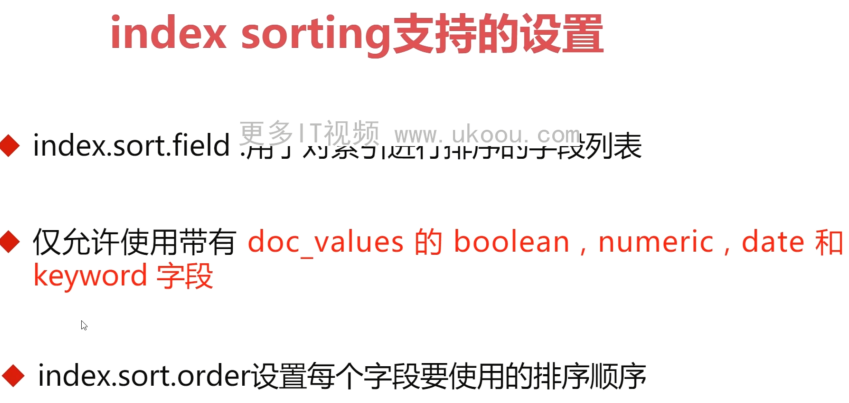 index sorting支持的设置
更多IT视频 www.ukoou.com
index.sort.field :用于对索引进行排序的字段列表
仅允许使用带有 doc_values 的 boolean , numeric , date 和
keyword 字段
index.sort.order设置每个字段要使用的排序顺序